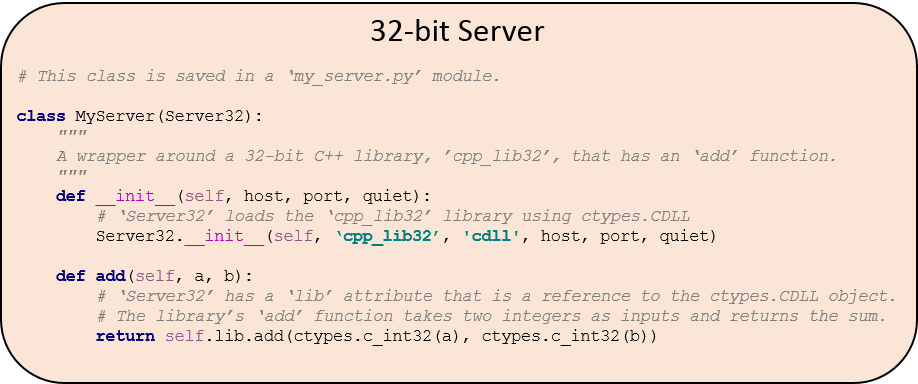 32-bit Server
# This class is saved in a ‘my_server.py’ module.
class MyServer(Server32):
    """
    A wrapper around a 32-bit C++ library, ’cpp_lib32’, that has an ‘add’ function.
    """
    def __init__(self, host, port, quiet):
        # ‘Server32’ loads the ‘cpp_lib32’ library using ctypes.CDLL
        Server32.__init__(self, ‘cpp_lib32’, 'cdll', host, port, quiet)
    def add(self, a, b):
        # ‘Server32’ has a ‘lib’ attribute that is a reference to the ctypes.CDLL object.
        # The library’s ‘add’ function takes two integers as inputs and returns the sum.
        return self.lib.add(ctypes.c_int32(a), ctypes.c_int32(b))